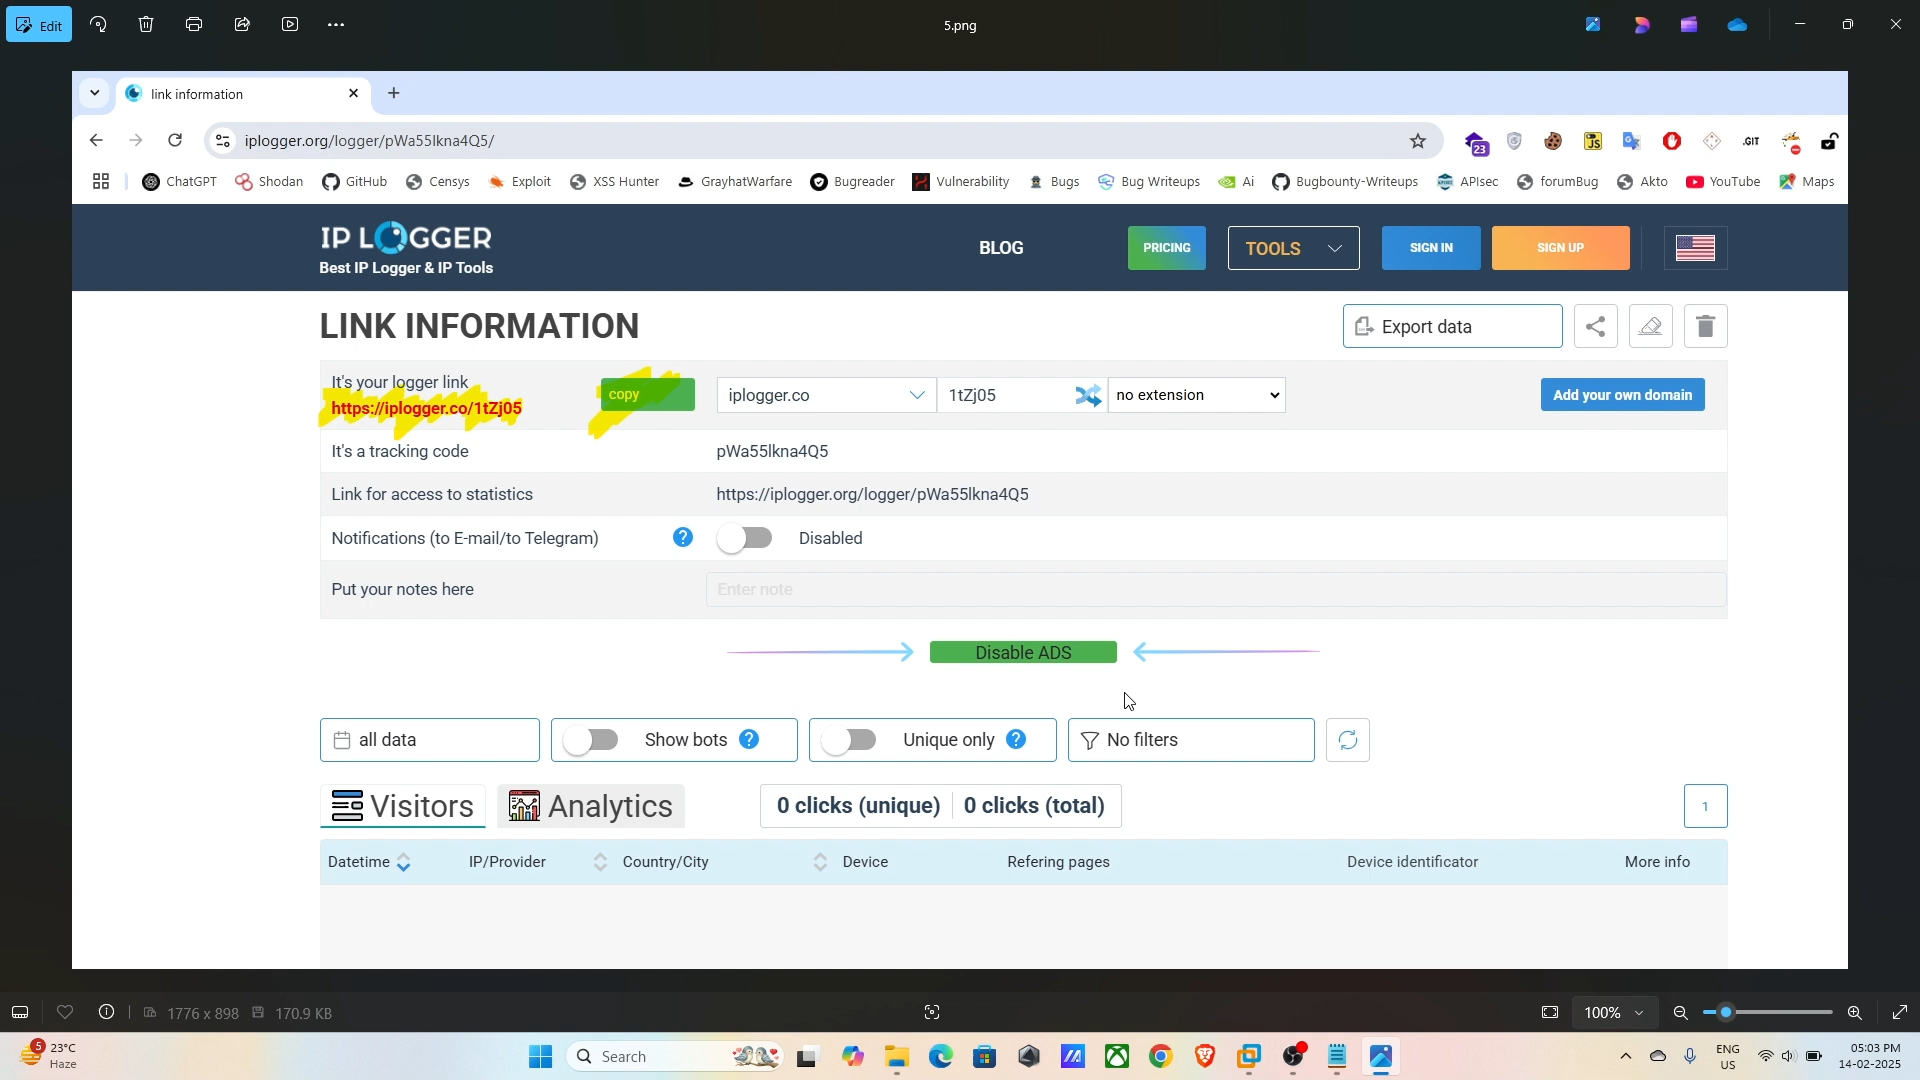 Edit
5.png
link information
iplogger.org/logger/pWa55lkna4Q5/
23
JS
.GIT
ChatGPT
Shodan
GitHub
Censys
Exploit
XSS Hunter
GrayhatWarfare
Bugreader
Vulnerability
Bugs
Bug Writeups
Ai
Bugbounty-Writeups
APIsec
forumBug
Akto
YouTube
Maps
IP LOGGER
Best IP Logger & IP Tools
BLOG
PRICING
TOOLS
SIGN IN
SIGN UP
LINK INFORMATION
Export data
It's your logger link
https://iplogger.co/1tZj05
copy
iplogger.co
1tZj05
no extension
Add your own domain
It's a tracking code
pWa55lkna4Q5
Link for access to statistics
https://iplogger.org/logger/pWa55lkna4Q5
Notifications (to E-mail/to Telegram)
?
Disabled
Put your notes here
Enter note
Disable ADS
all data
Show bots
?
Unique only
?
No filters
Visitors
Analytics
0 clicks (unique)
0 clicks (total)
1
Datetime
IP/Provider
Country/City
Device
Refering pages
Device identificator
More info
1776 x 898
170.9 KB
100%
5
23°C
Haze
Search
ENG
US
05:03 PM
14-02-2025